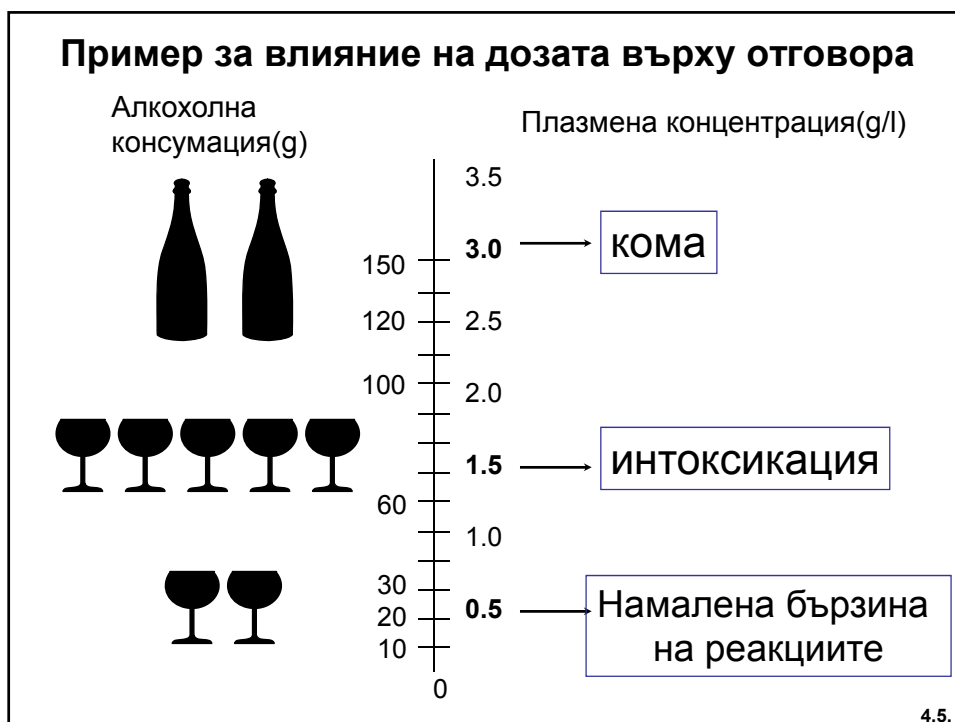 Пример за влияние на дозата върху отговора
Алкохолна
консумация(g)
Плазмена концентрация(g/l)
3.5
3.0
кома
150
120
2.5
100
2.0
1.5
интоксикация
60
1.0
30
0.5
Намалена бързина
на реакциите
20
10
0
4.5.